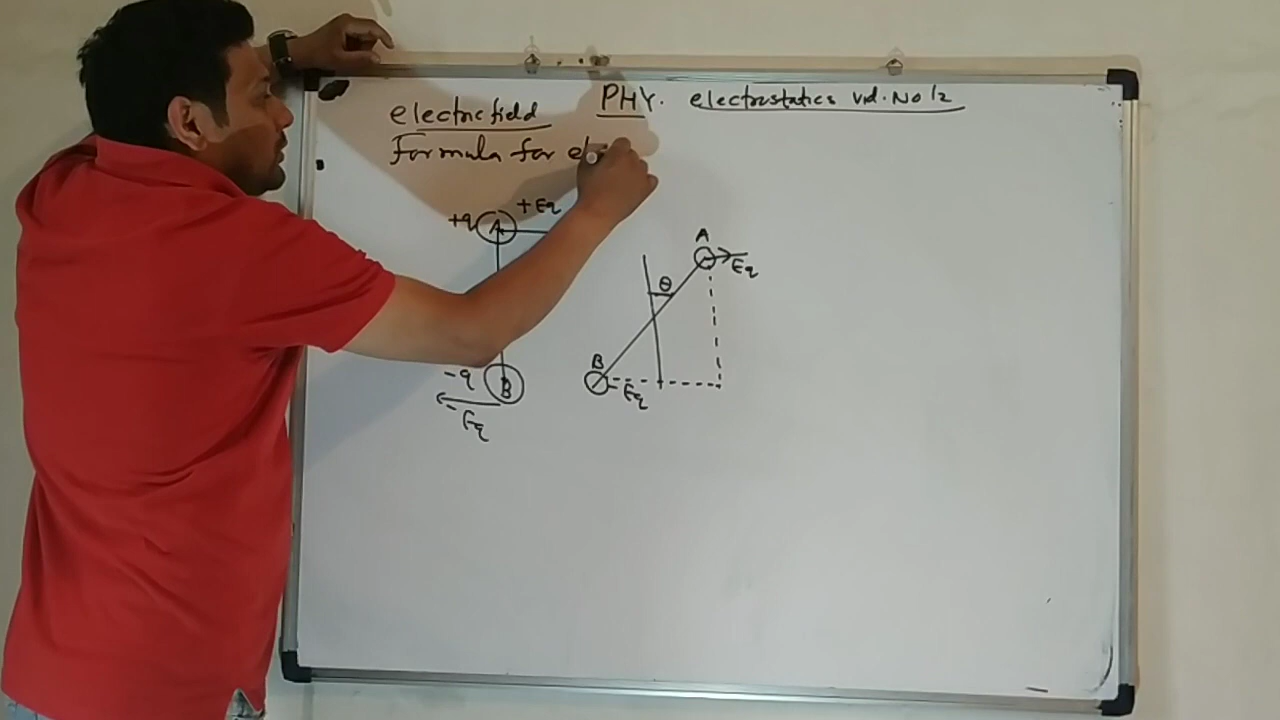 PHY. electrostatics vid. No 12
electric field
Formula for el
+q A +Eq
A
Eq
θ
B
-Eq
-q B
-Eq